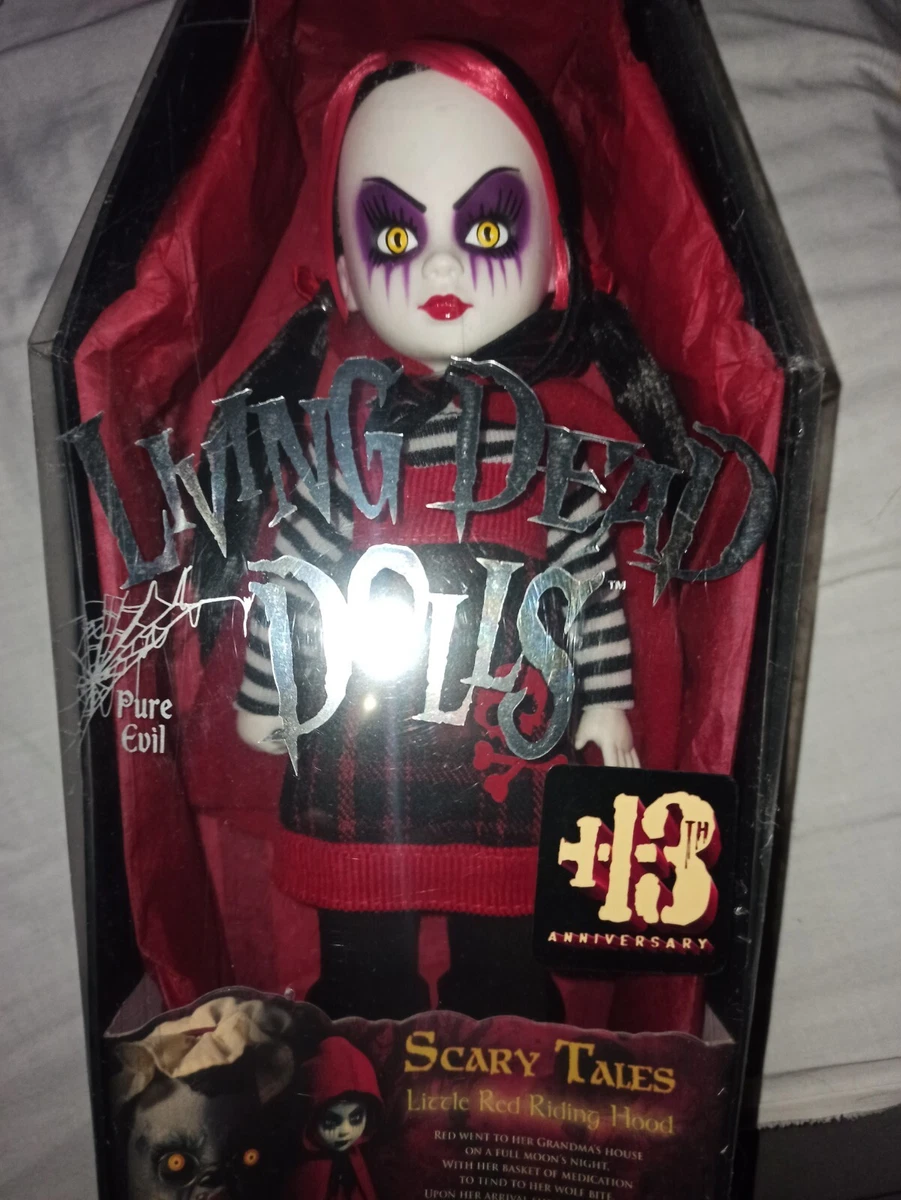 LIVING DEAD
DOLLS™
Pure
Evil
13TH
ANNIVERSARY
SCARY TALES
Little Red Riding Hood
RED WENT TO HER GRANDMA'S HOUSE
ON A FULL MOON'S NIGHT,
WITH HER BASKET OF MEDICATION
TO TEND TO HER WOLF BITE
UPON HER ARRIVAL